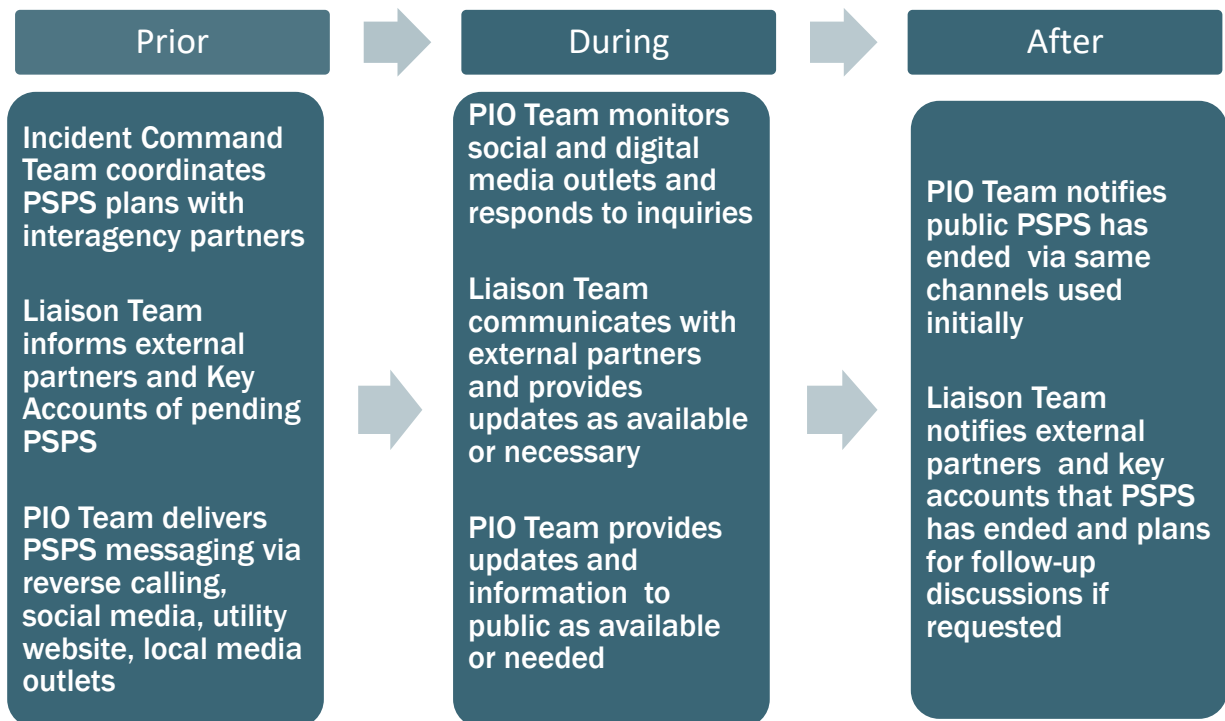 Prior
During
After
Incident Command
Team coordinates
PSPS plans with
interagency partners
Liaison Team
informs external
partners and Key
Accounts of pending
PSPS
PIO Team delivers
PSPS messaging via
reverse calling,
social media, utility
website, local media
outlets
PIO Team monitors
social and digital
media outlets and
responds to inquiries
Liaison Team
communicates with
external partners
and provides
updates as available
or necessary
PIO Team provides
updates and
information to
public as available
or needed
PIO Team notifies
public PSPS has
ended via same
channels used
initially
Liaison Team
notifies external
partners and key
accounts that PSPS
has ended and plans
for follow-up
discussions if
requested